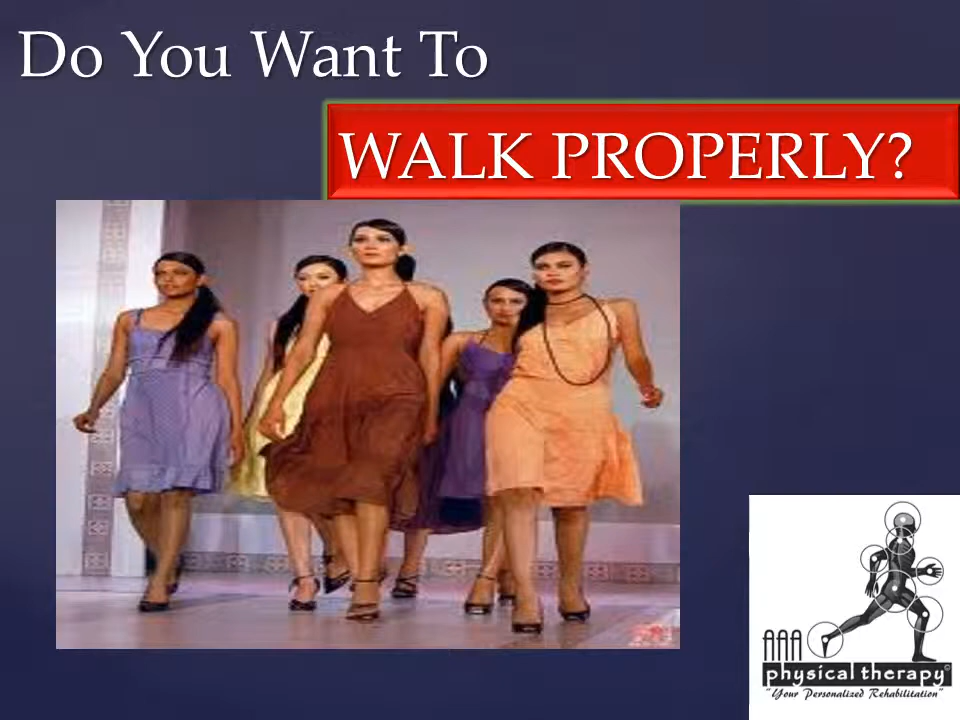 Do You Want To
WALK PROPERLY?
AAA
physical therapy©
"Your Personalized Rehabilitation"